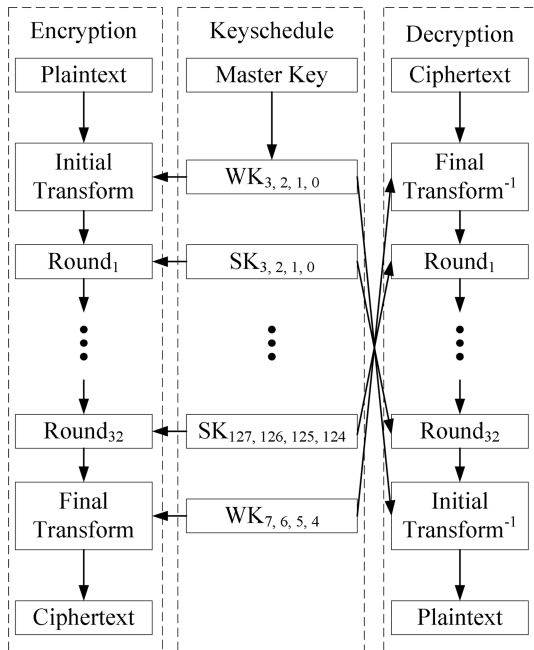 Encryption
Plaintext
Initial
Transform
Round₁
Round₃₂
Final
Transform
Ciphertext
Keyschedule
Master Key
WK₃, ₂, ₁, ₀
SK₃, ₂, ₁, ₀
SK₁₂₇, ₁₂₆, ₁₂₅, ₁₂₄
WK₇, ₆, ₅, ₄
Decryption
Ciphertext
Final
Transform⁻¹
Round₁
Round₃₂
Initial
Transform⁻¹
Plaintext